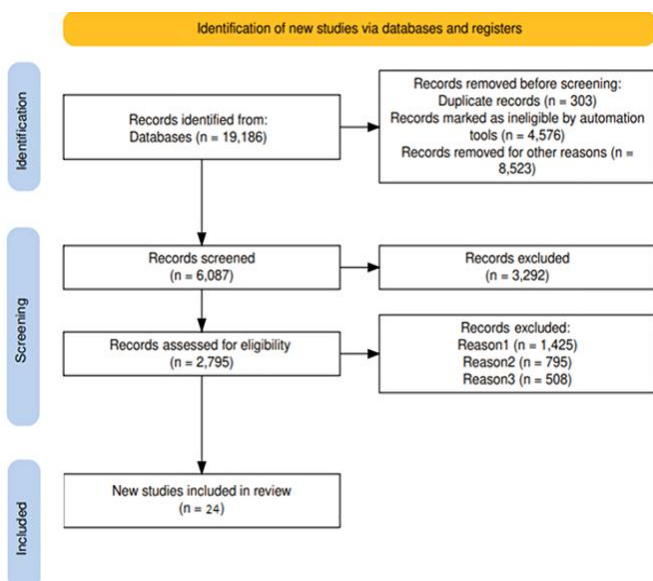 Identification of new studies via databases and registers
Identification
Records identified from:
Databases (n = 19,186)
Records removed before screening:
Duplicate records (n = 303)
Records marked as ineligible by automation
tools (n = 4,576)
Records removed for other reasons (n =
8,523)
Screening
Records screened
(n = 6,087)
Records excluded
(n = 3,292)
Records assessed for eligibility
(n = 2,795)
Records excluded:
Reason1 (n = 1,425)
Reason2 (n = 795)
Reason3 (n = 508)
Included
New studies included in review
(n = 24)